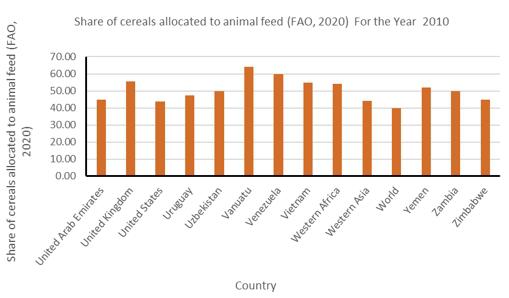 Share of cereals allocated to animal feed (FAO, 2020)  For the Year  2010
Share of cereals allocated to animal feed (FAO,
2020)
70.00
60.00
50.00
40.00
30.00
20.00
10.00
0.00
United Arab Emirates
United Kingdom
United States
Uruguay
Uzbekistan
Vanuatu
Venezuela
Vietnam
Western Africa
Western Asia
World
Yemen
Zambia
Zimbabwe
Country